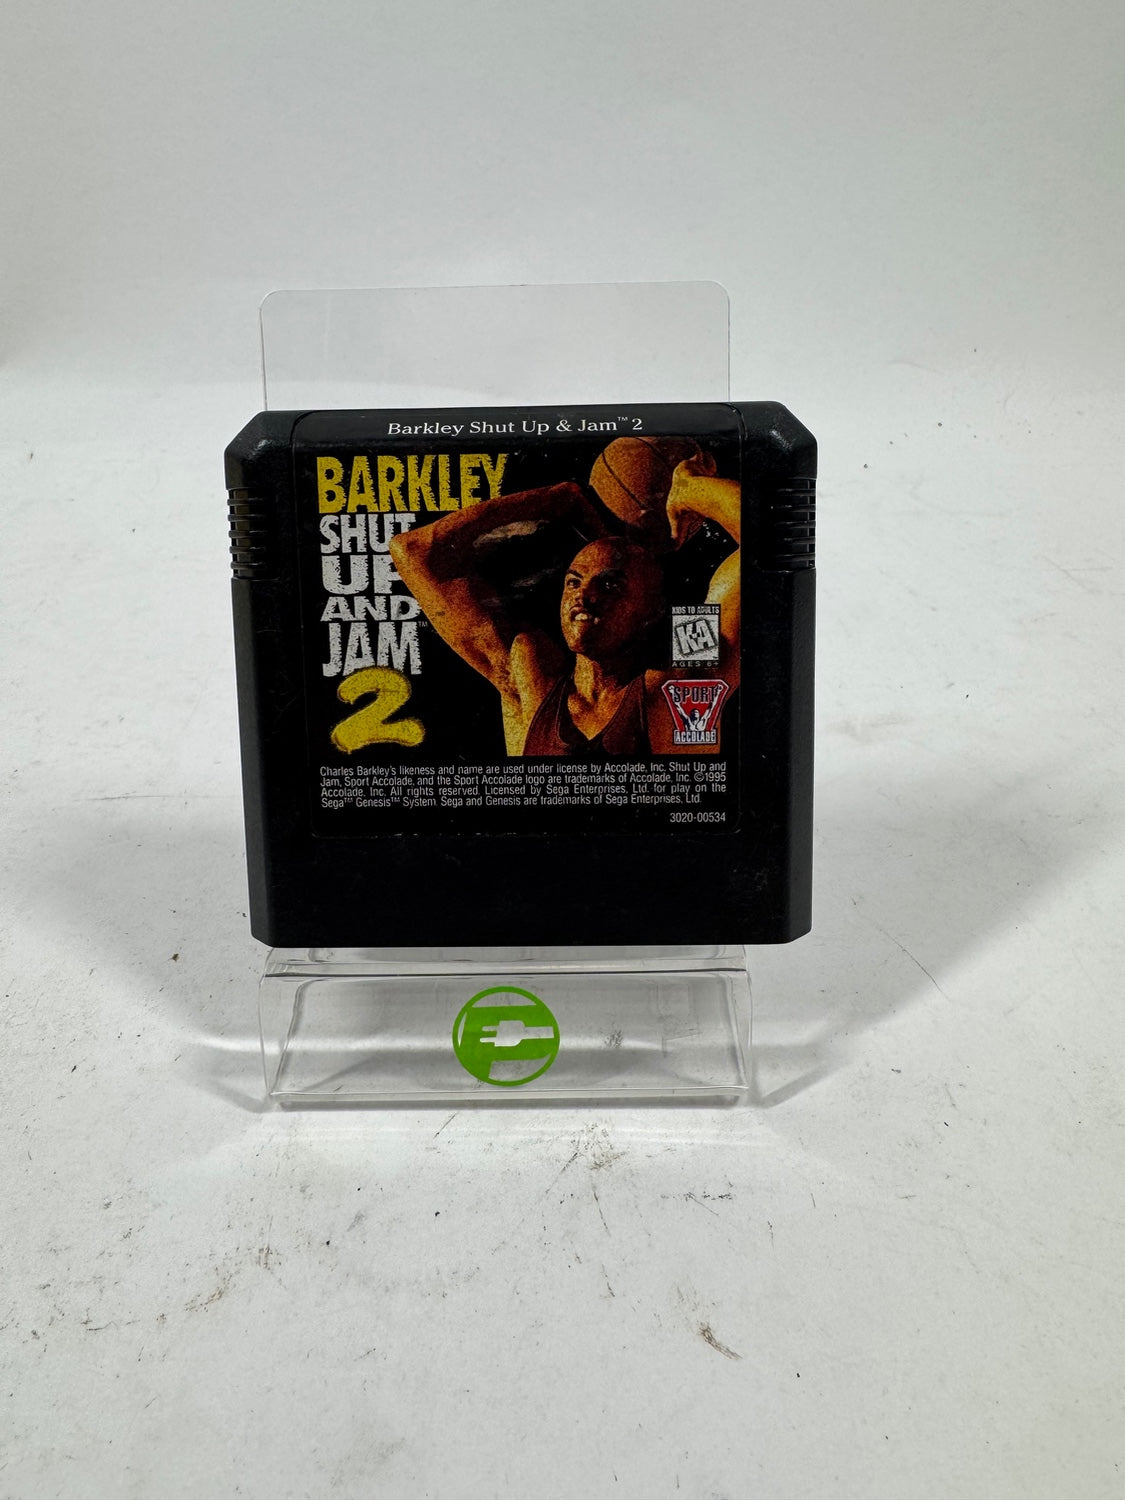 Barkley Shut Up & Jam™ 2
BARKLEY
SHUT
UP
AND
JAM™
2
KIDS TO ADULTS
K-A
AGES 6+
SPORT
ACCOLADE
Charles Barkley's likeness and name are used under license by Accolade, Inc. Shut Up and
Jam, Sport Accolade, and the Sport Accolade logo are trademarks of Accolade, Inc. ©1995
Accolade, Inc. All rights reserved. Licensed by Sega Enterprises, Ltd. for play on the
Sega™ Genesis™ System. Sega and Genesis are trademarks of Sega Enterprises, Ltd.
3020-00534